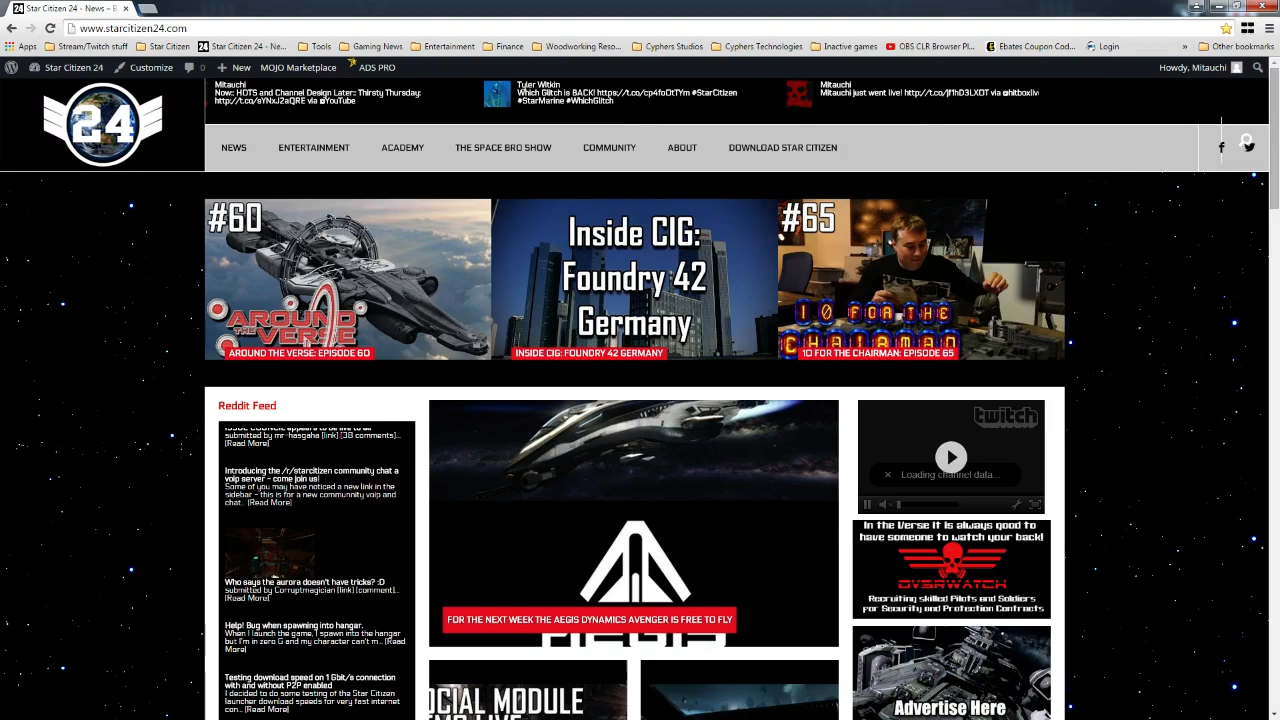 Star Citizen 24 - News – B
www.starcitizen24.com
Apps
Stream/Twitch stuff
Star Citizen
Star Citizen 24 - Ne...
Tools
Gaming News
Entertainment
Finance
Woodworking Reso...
Cyphers Studios
Cyphers Technologies
Inactive games
OBS CLR Browser Pl...
Ebates Coupon Cod...
Login
»
Other bookmarks
Star Citizen 24
Customize
0
New
MOJO Marketplace
ADS PRO
Howdy, Mitauchi
24
Mitauchi
Now: HOTS and Channel Design Later:: Thirsty Thursday:
http://t.co/sYNxJ2aQRE via @YouTube
Tyler Witkin
Which Glitch is BACK! https://t.co/cp4foOtTYm #StarCitizen
#StarMarine #WhichGlitch
Mitauchi
Mitauchi just went live! http://t.co/jf1hD3LXOT via @hitboxliv
NEWS
ENTERTAINMENT
ACADEMY
THE SPACE BRO SHOW
COMMUNITY
ABOUT
DOWNLOAD STAR CITIZEN
#60
AROUND
THE VERSE
AROUND THE VERSE: EPISODE 60
Inside CIG:
Foundry 42
Germany
INSIDE CIG: FOUNDRY 42 GERMANY
#65
10 FOR THE
CHAIRMAN
10 FOR THE CHAIRMAN: EPISODE 65
Reddit Feed
submitted by mr-hasgaha [link] [38 comments]...
[Read More]
Introducing the /r/starcitizen community chat a
voip server - come join us!
Some of you may have noticed a new link in the
sidebar - this is for a new community voip and
chat... [Read More]
Who says the aurora doesn't have tricks? :D
submitted by Corruptmagician [link] [comment]...
[Read More]
Help! Bug when spawning into hangar.
When I launch the game, I spawn into the hangar
but I'm in zero G and my character can't m... [Read
More]
Testing download speed on 1 Gbit/s connection
with and without P2P enabled
I decided to do some testing of the Star Citizen
launcher download speeds for very fast internet
con... [Read More]
FOR THE NEXT WEEK THE AEGIS DYNAMICS AVENGER IS FREE TO FLY
AEGIS
OCIAL MODULE
twitch
Loading channel data...
In the Verse it is always good to
have someone to watch your back!
OVERWATCH
Recruiting skilled Pilots and Soldiers
for Security and Protection Contracts
Advertise Here